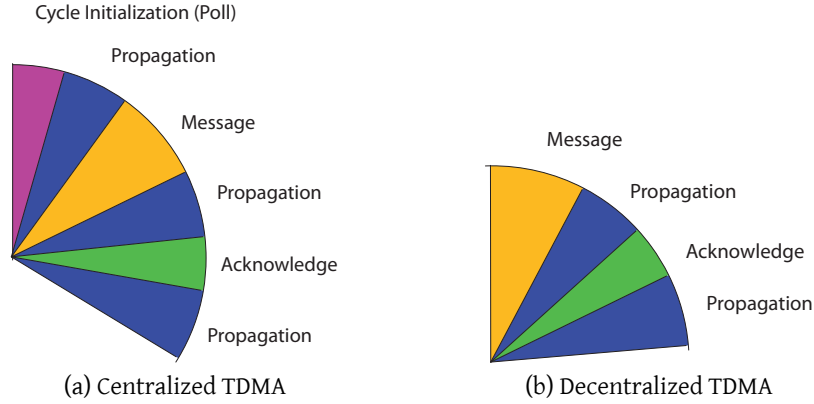 Cycle Initialization (Poll)
Propagation
Message
Propagation
Acknowledge
Propagation
(a) Centralized TDMA
Message
Propagation
Acknowledge
Propagation
(b) Decentralized TDMA